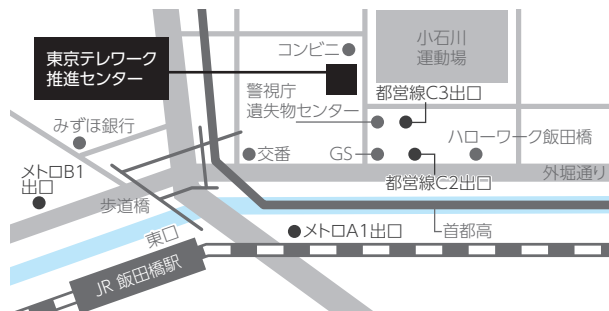 東京テレワーク
推進センター
コンビニ
小石川
運動場
警視庁
遺失物センター
都営線C3出口
みずほ銀行
交番
GS
ハローワーク飯田橋
メトロB1
出口
都営線C2出口
外堀通り
歩道橋
東口
メトロA1出口
首都高
JR 飯田橋駅